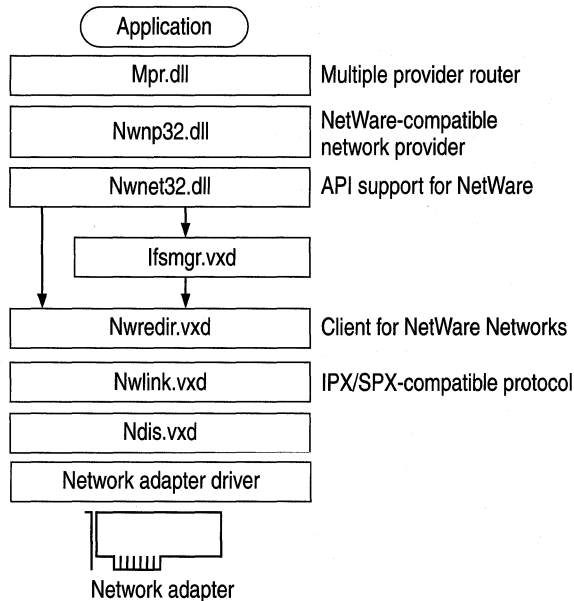 Application
Mpr.dll
Multiple provider router
Nwnp32.dll
NetWare-compatible
network provider
Nwnet32.dll
API support for NetWare
Ifsmgr.vxd
Nwredir.vxd
Client for NetWare Networks
Nwlink.vxd
IPX/SPX-compatible protocol
Ndis.vxd
Network adapter driver
Network adapter